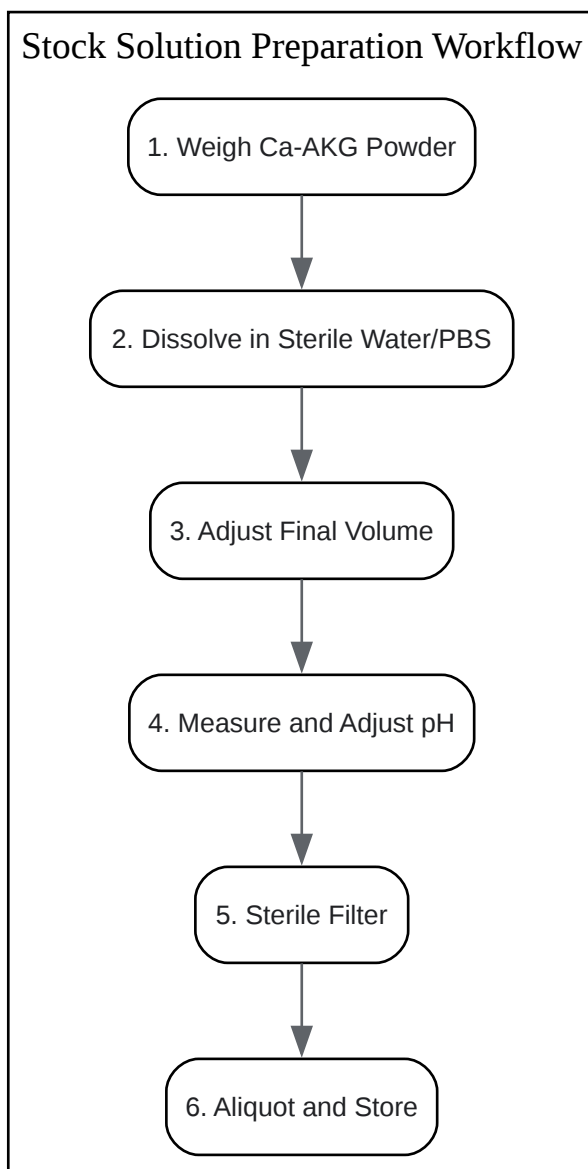 Stock Solution Preparation Workflow
1. Weigh Ca-AKG Powder
2. Dissolve in Sterile Water/PBS
3. Adjust Final Volume
4. Measure and Adjust pH
5. Sterile Filter
6. Aliquot and Store